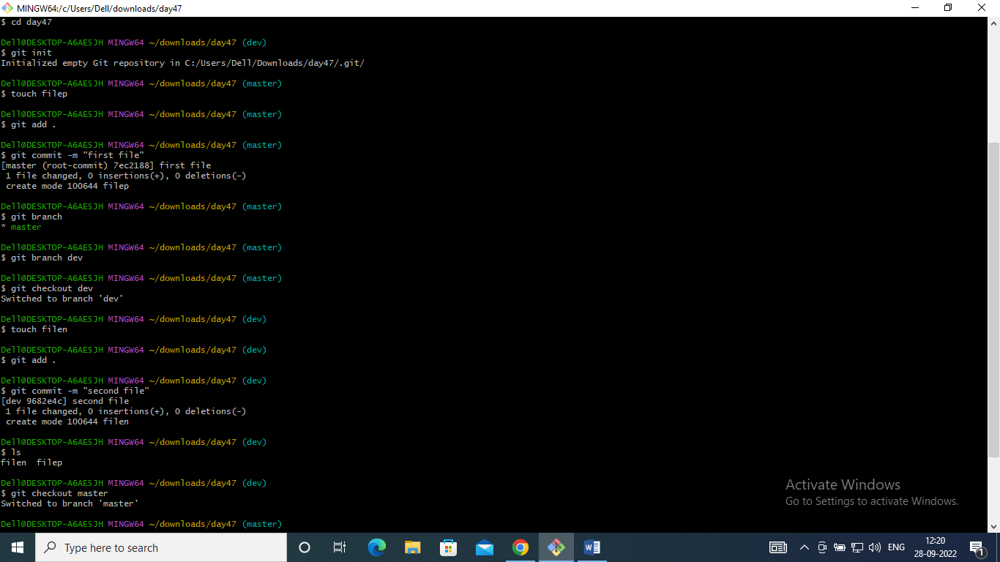 MINGW64:/c/Users/Dell/downloads/day47
$ cd day47
Dell@DESKTOP-A6AE5JH MINGW64 ~/downloads/day47 (dev)
$ git init
Initialized empty Git repository in C:/Users/Dell/Downloads/day47/.git/
Dell@DESKTOP-A6AE5JH MINGW64 ~/downloads/day47 (master)
$ touch filep
Dell@DESKTOP-A6AE5JH MINGW64 ~/downloads/day47 (master)
$ git add .
Dell@DESKTOP-A6AE5JH MINGW64 ~/downloads/day47 (master)
$ git commit -m "first file"
[master (root-commit) 7ec2188] first file
 1 file changed, 0 insertions(+), 0 deletions(-)
 create mode 100644 filep
Dell@DESKTOP-A6AE5JH MINGW64 ~/downloads/day47 (master)
$ git branch
* master
Dell@DESKTOP-A6AE5JH MINGW64 ~/downloads/day47 (master)
$ git branch dev
Dell@DESKTOP-A6AE5JH MINGW64 ~/downloads/day47 (master)
$ git checkout dev
Switched to branch 'dev'
Dell@DESKTOP-A6AE5JH MINGW64 ~/downloads/day47 (dev)
$ touch filen
Dell@DESKTOP-A6AE5JH MINGW64 ~/downloads/day47 (dev)
$ git add .
Dell@DESKTOP-A6AE5JH MINGW64 ~/downloads/day47 (dev)
$ git commit -m "second file"
[dev 9682e4c] second file
 1 file changed, 0 insertions(+), 0 deletions(-)
 create mode 100644 filen
Dell@DESKTOP-A6AE5JH MINGW64 ~/downloads/day47 (dev)
$ ls
filen  filep
Dell@DESKTOP-A6AE5JH MINGW64 ~/downloads/day47 (dev)
$ git checkout master
Switched to branch 'master'
Dell@DESKTOP-A6AE5JH MINGW64 ~/downloads/day47 (master)
Activate Windows
Go to Settings to activate Windows.
Type here to search
ENG
12:20
28-09-2022
1